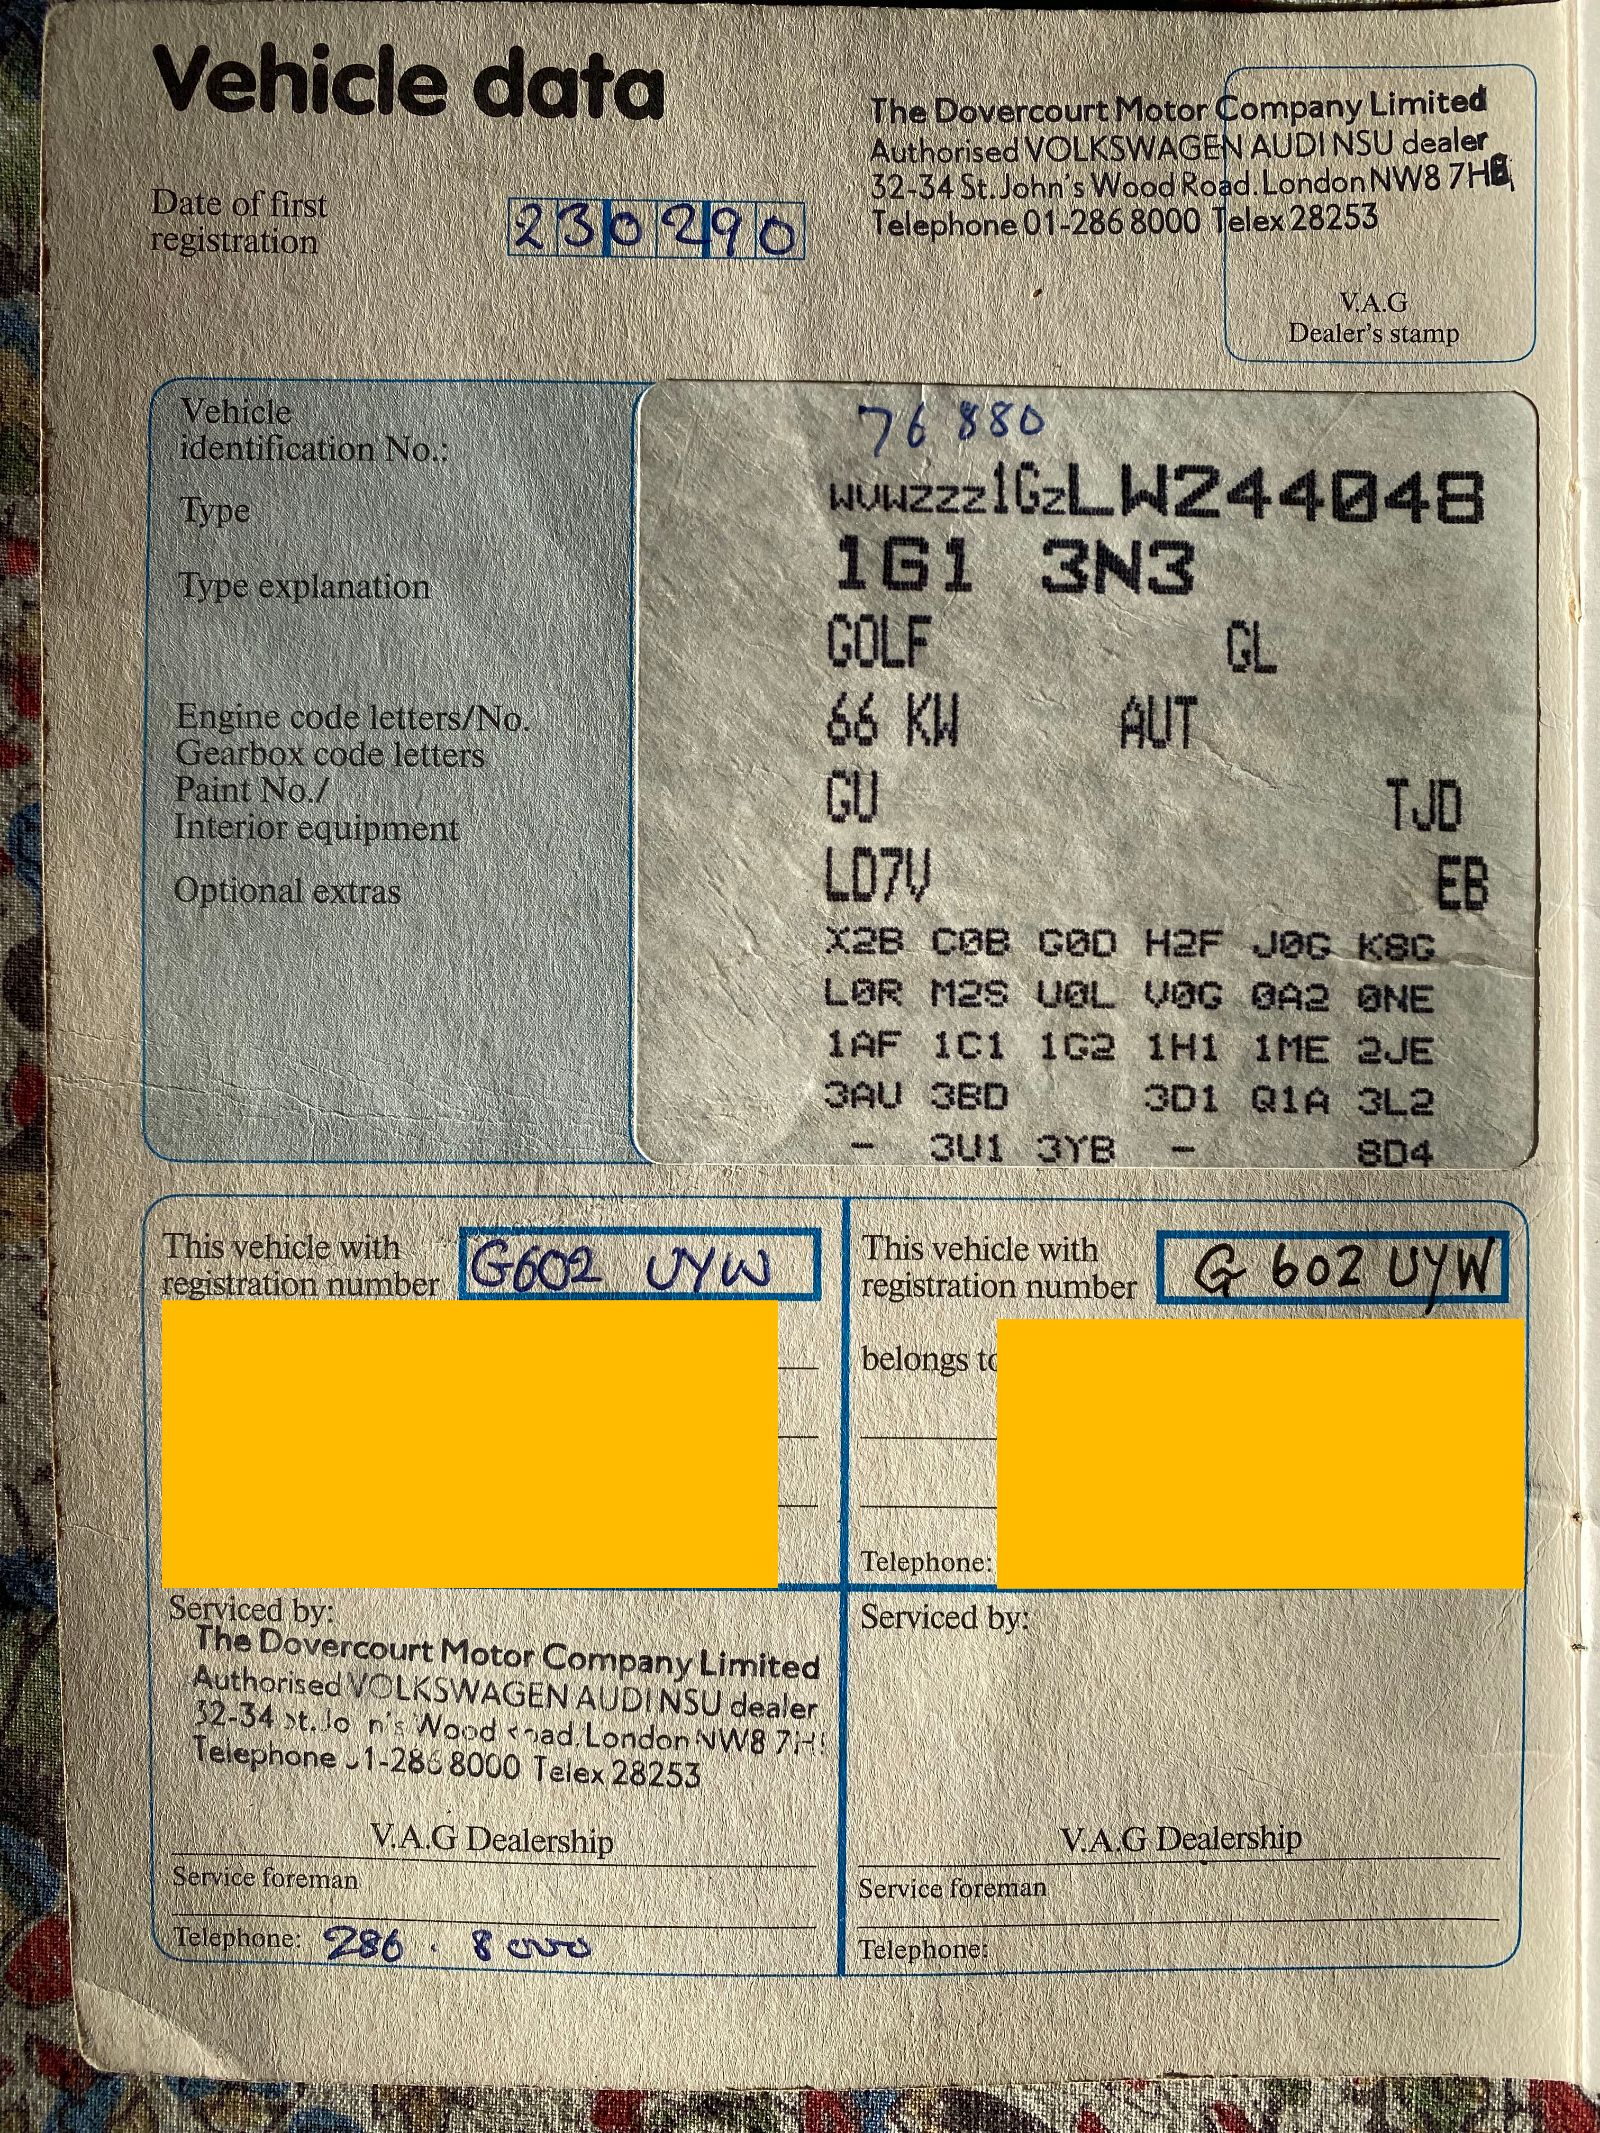 Vehicle data
The Dovercourt Motor Company Limited
Authorised VOLKSWAGEN AUDI NSU dealer
32-34 St. John's Wood Road. London NW8
Telephone 01-286 8000 Telex 28253
Date of first
registration
230290
V.A.G
Dealer's stamp
Vehicle
identification No.:
Type
Type explanation
Engine code letters/No.
Gearbox code letters
Paint No./
Interior equipment
Optional extras
76 880
WVWZZZ1GZLW244048
1G1 3N3
GOLF GL
66 KW AUT
GU TJD
LD7V EB
X2B C0B G0D H2F J0G K8G
L0R M2S U0L V0G 0A2 0NE
1AF 1C1 1G2 1H1 1ME 2JE
3AU 3BD 3D1 Q1A 3L2
- 3U1 3YB - 8D4
This vehicle with
registration number G602 UYW
Serviced by:
The Dovercourt Motor Company Limited
Authorised VOLKSWAGEN AUDI NSU dealer
32-34 Wood London NW8
Telephone 01-286 8000 Telex 28253
V.A.G Dealership
Service foreman
Telephone: 286 . 8000
This vehicle with
registration number G 602 UYW
belongs to
Telephone:
Serviced by:
V.A.G Dealership
Service foreman
Telephone: